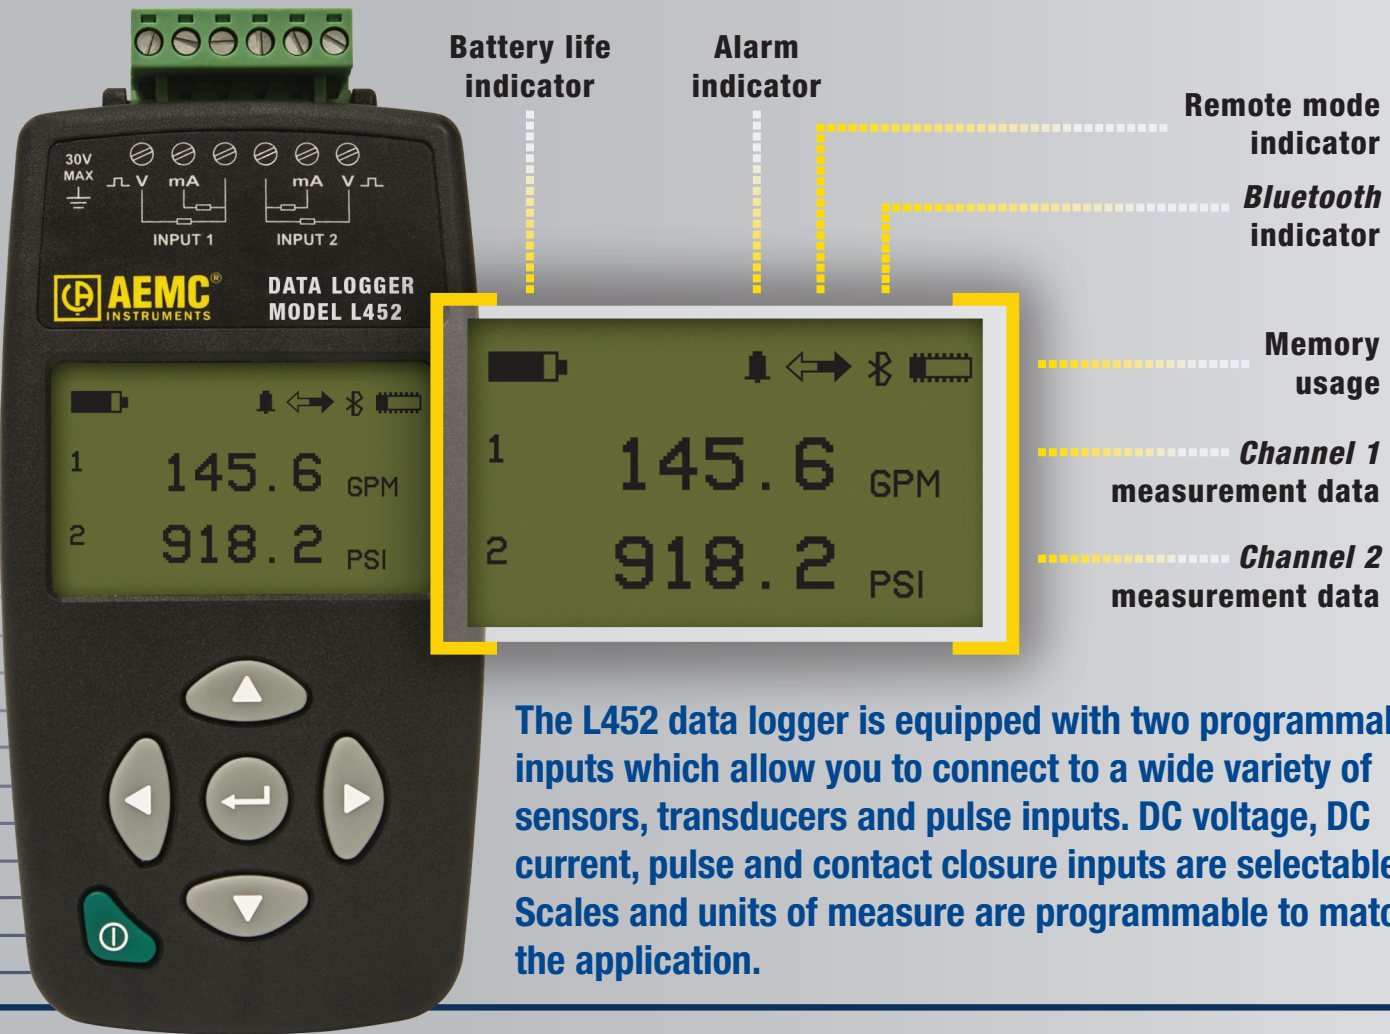 Battery life
indicator
Alarm
indicator
Remote mode
indicator
Bluetooth
indicator
Memory
usage
Channel 1
measurement data
Channel 2
measurement data
30V
MAX
V mA mA V
INPUT 1 INPUT 2
AEMC®
INSTRUMENTS
DATA LOGGER
MODEL L452
1 145.6 GPM
2 918.2 PSI
1 145.6 GPM
2 918.2 PSI
The L452 data logger is equipped with two
inputs which allow you to connect to a wide variety of
sensors, transducers and pulse inputs. DC voltage, DC
current, pulse and contact closure inputs are selectable
Scales and units of measure are programmable to
the application.